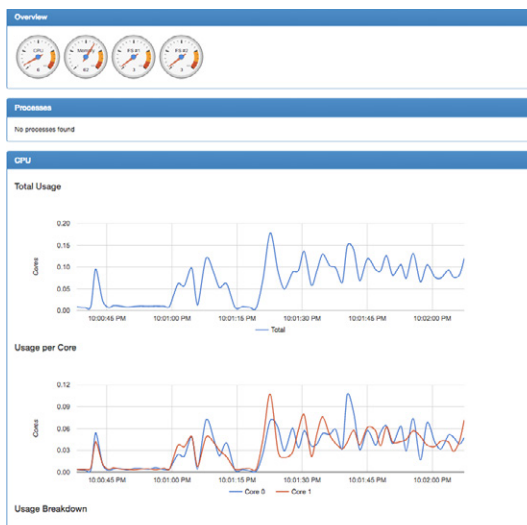 Overview
CPU
Memory
FS #1
FS #2
62
Processes
No processes found
CPU
Total Usage
0.20
0.15
0.10
0.05
0.00
Cores
10:00:45 PM 10:01:00 PM 10:01:15 PM 10:01:30 PM 10:01:45 PM 10:02:00 PM
Total
Usage per Core
0.12
0.09
0.06
0.03
0.00
Cores
10:00:45 PM 10:01:00 PM 10:01:15 PM 10:01:30 PM 10:01:45 PM 10:02:00 PM
Core 0 Core 1
Usage Breakdown